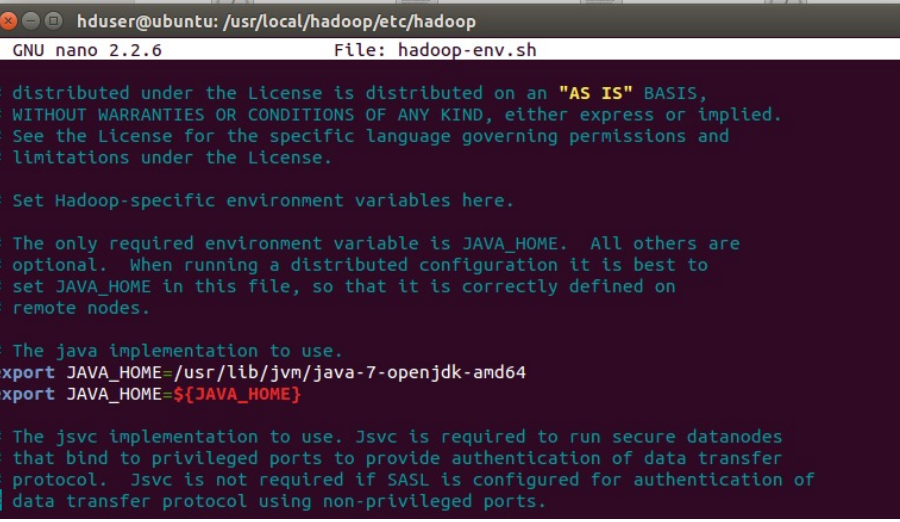 hduser@ubuntu: /usr/local/hadoop/etc/hadoop
GNU nano 2.2.6 File: hadoop-env.sh
# distributed under the License is distributed on an "AS IS" BASIS,
# WITHOUT WARRANTIES OR CONDITIONS OF ANY KIND, either express or implied.
# See the License for the specific language governing permissions and
# limitations under the License.
# Set Hadoop-specific environment variables here.
# The only required environment variable is JAVA_HOME.  All others are
# optional.  When running a distributed configuration it is best to
# set JAVA_HOME in this file, so that it is correctly defined on
# remote nodes.
# The java implementation to use.
export JAVA_HOME=/usr/lib/jvm/java-7-openjdk-amd64
export JAVA_HOME=${JAVA_HOME}
# The jsvc implementation to use. Jsvc is required to run secure datanodes
# that bind to privileged ports to provide authentication of data transfer
# protocol.  Jsvc is not required if SASL is configured for authentication of
# data transfer protocol using non-privileged ports.